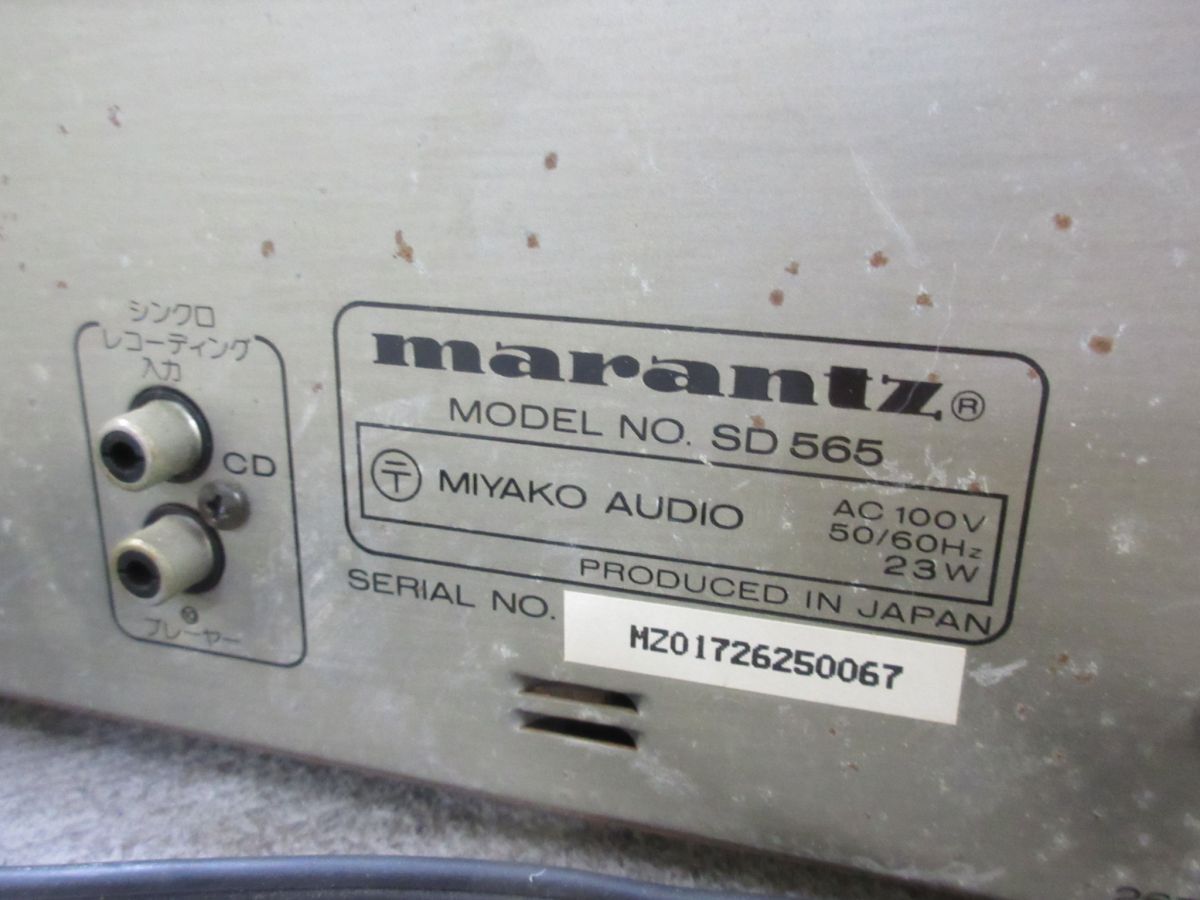 シンクロ
レコーディング
入力
CD
プレーヤー
marantz®
MODEL NO. SD 565
〒 MIYAKO AUDIO
AC 100V
50/60Hz
23W
PRODUCED IN JAPAN
SERIAL NO.
MZ01726250067